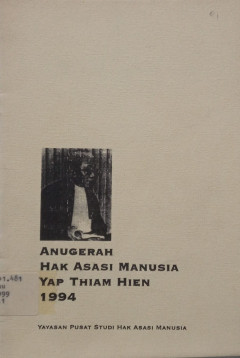 ANUGERAH
HAK ASASI MANUSIA
YAP THIAM HIEN
1994
YAYASAN PUSAT STUDI HAK ASASI MANUSIA